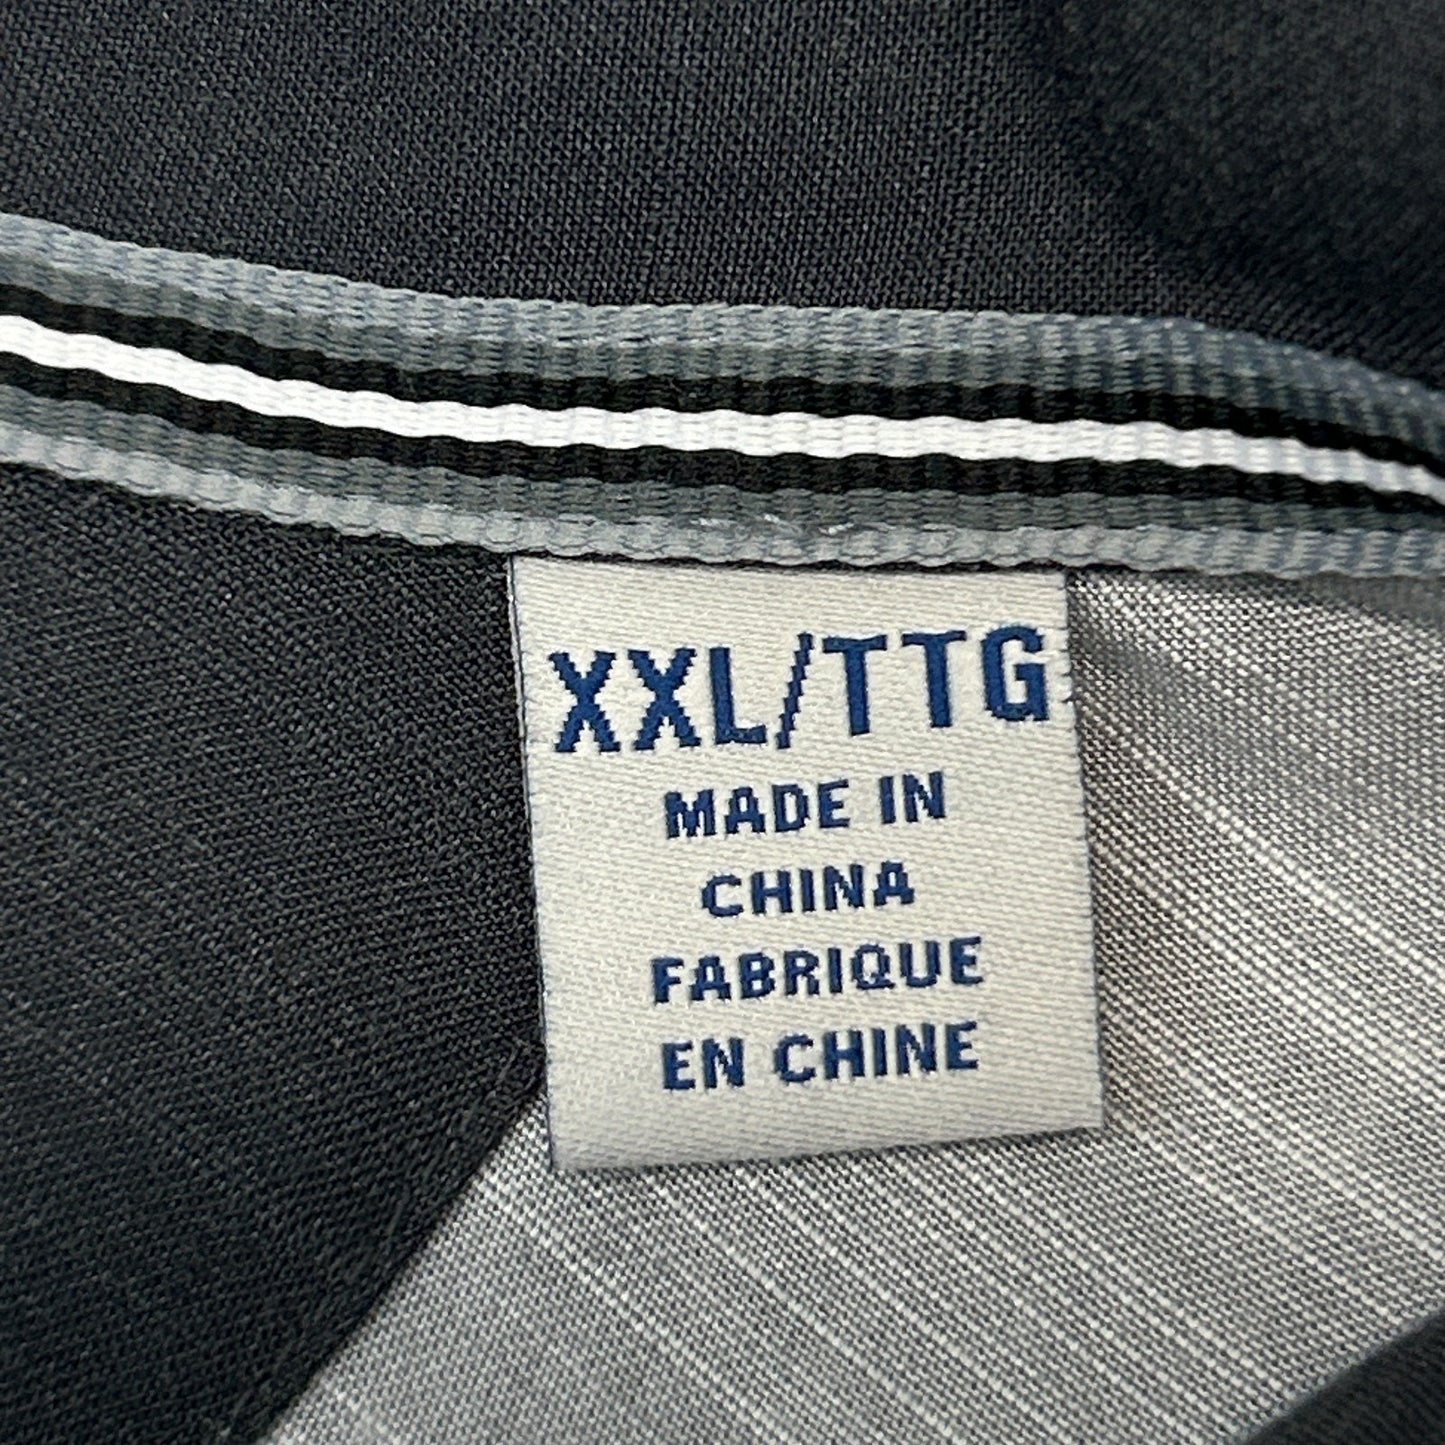 XXL/TTG
MADE IN
CHINA
FABRIQUE
EN CHINE